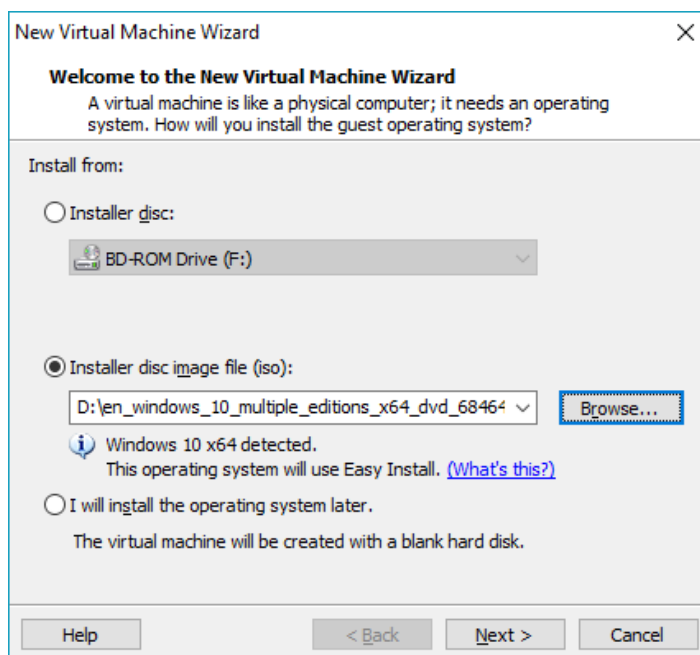 New Virtual Machine Wizard
Welcome to the New Virtual Machine Wizard
A virtual machine is like a physical computer; it needs an operating
system. How will you install the guest operating system?
Install from:
Installer disc:
BD-ROM Drive (F:)
Installer disc image file (iso):
D:\en_windows_10_multiple_editions_x64_dvd_68464
Browse...
Windows 10 x64 detected.
This operating system will use Easy Install. (What's this?)
I will install the operating system later.
The virtual machine will be created with a blank hard disk.
Help
< Back
Next >
Cancel